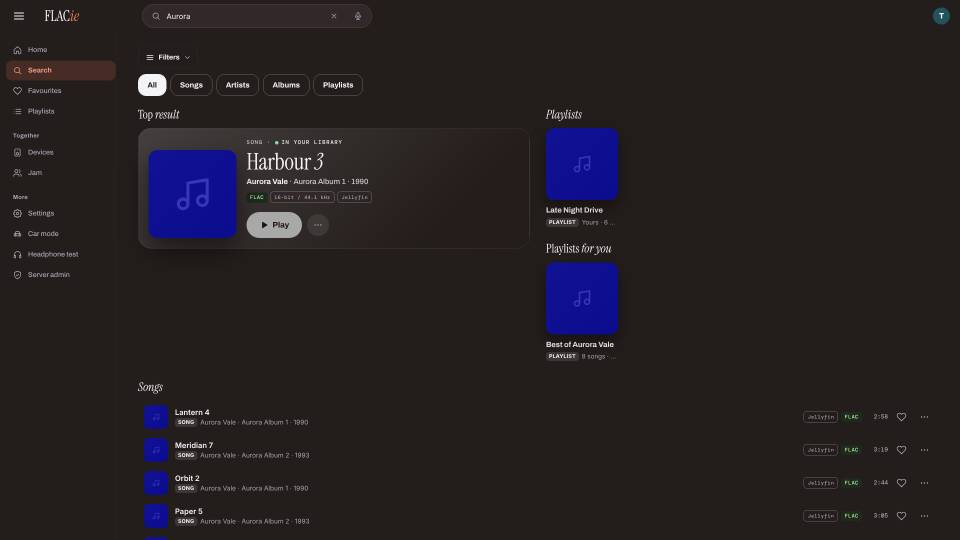 FLACie
Aurora
T
Home
Search
Favourites
Playlists
Together
Devices
Jam
More
Settings
Car mode
Headphone test
Server admin
Filters
All
Songs
Artists
Albums
Playlists
Top result
SONG · IN YOUR LIBRARY
Harbour 3
Aurora Vale · Aurora Album 1 · 1990
FLAC 16-bit / 44.1 kHz Jellyfin
Play
Playlists
Late Night Drive
PLAYLIST Yours · 6 ...
Playlists for you
Best of Aurora Vale
PLAYLIST 8 songs · ...
Songs
Lantern 4
SONG Aurora Vale · Aurora Album 1 · 1990
Jellyfin FLAC 2:58
Meridian 7
SONG Aurora Vale · Aurora Album 2 · 1993
Jellyfin FLAC 3:19
Orbit 2
SONG Aurora Vale · Aurora Album 1 · 1990
Jellyfin FLAC 2:44
Paper 5
SONG Aurora Vale · Aurora Album 2 · 1993
Jellyfin FLAC 3:05